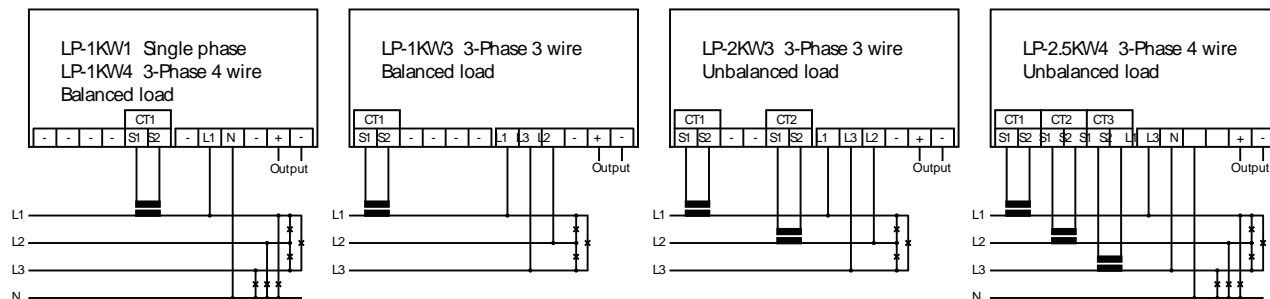 LP-1KW1 Single phase
LP-1KW4 3-Phase 4 wire
Balanced load
CT1
- - - - S1 S2 - L1 N - + -
Output
L1
L2
L3
N
LP-1KW3 3-Phase 3 wire
Balanced load
CT1
S1 S2 - - - - L1 L3 L2 - + -
Output
L1
L2
L3
LP-2KW3 3-Phase 3 wire
Unbalanced load
CT1 CT2
S1 S2 - - S1 S2 L1 L3 L2 - + -
Output
L1
L2
L3
LP-2.5KW4 3-Phase 4 wire
Unbalanced load
CT1 CT2 CT3
S1 S2 S1 S2 S1 S2 L1 L3 N + -
Output
L1
L2
L3
N